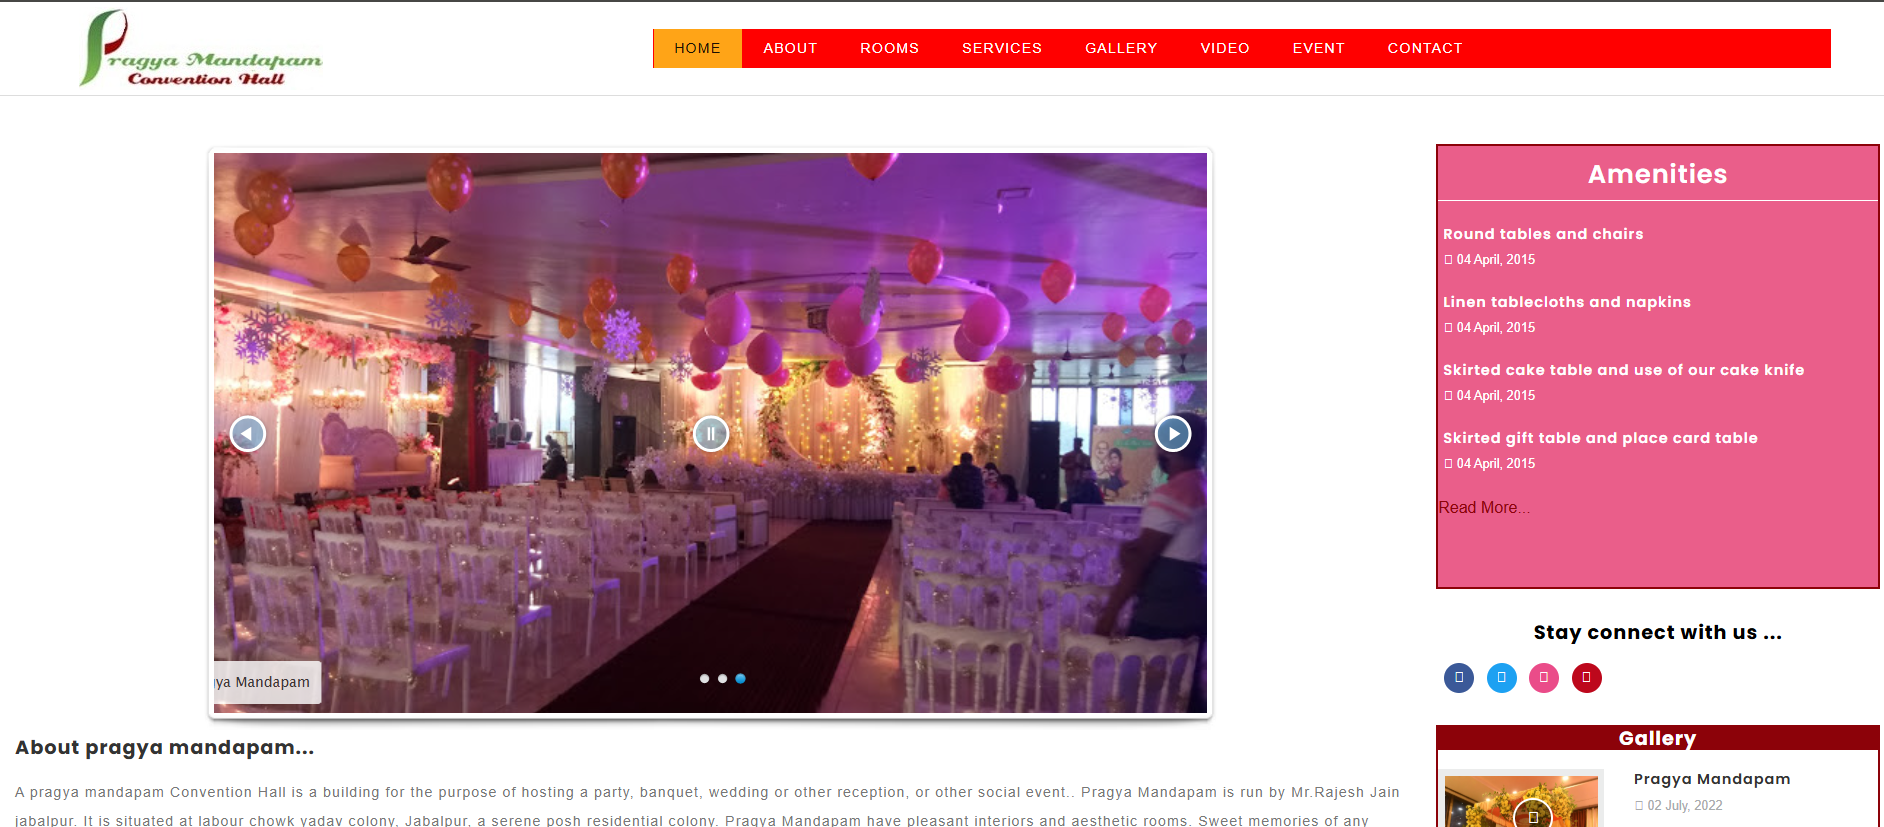 Pragya Mandapam
Convention Hall
HOME ABOUT ROOMS SERVICES GALLERY VIDEO EVENT CONTACT
Amenities
Round tables and chairs
04 April, 2015
Linen tablecloths and napkins
04 April, 2015
Skirted cake table and use of our cake knife
04 April, 2015
Skirted gift table and place card table
04 April, 2015
Read More...
ya Mandapam
Stay connect with us ...
About pragya mandapam...
A pragya mandapam Convention Hall is a building for the purpose of hosting a party, banquet, wedding or other reception, or other social event.. Pragya Mandapam is run by Mr.Rajesh Jain
jabalpur. It is situated at labour chowk yadav colony, Jabalpur, a serene posh residential colony. Pragya Mandapam have pleasant interiors and aesthetic rooms. Sweet memories of any
Gallery
Pragya Mandapam
02 July, 2022